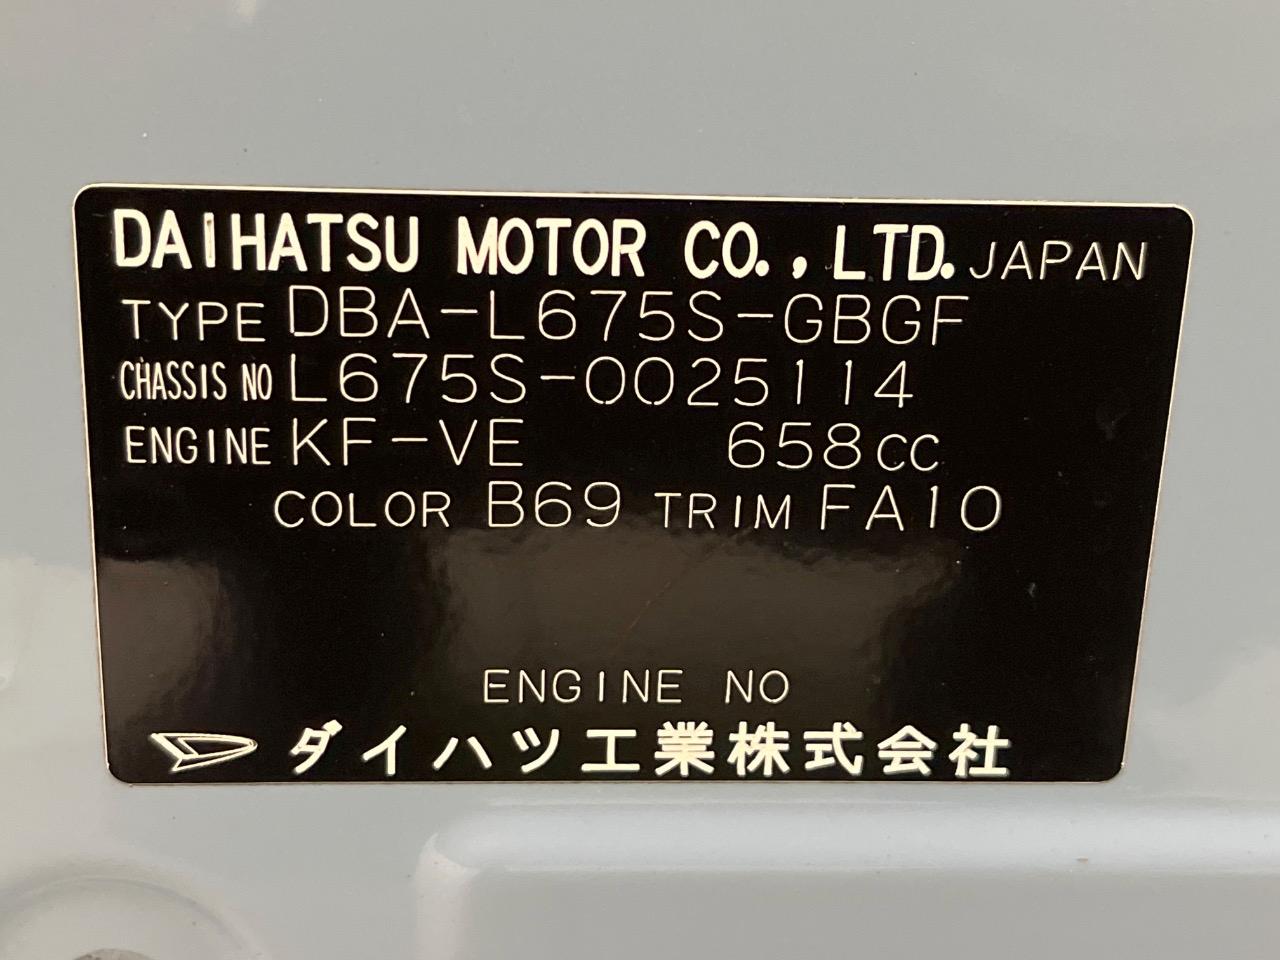 DAIHATSU MOTOR CO., LTD. JAPAN
TYPE DBA-L675S-GBGF
CHASSIS NO L675S-0025114
ENGINE KF-VE 658CC
COLOR B69 TRIM FA10
ENGINE NO
ダイハツ工業株式会社